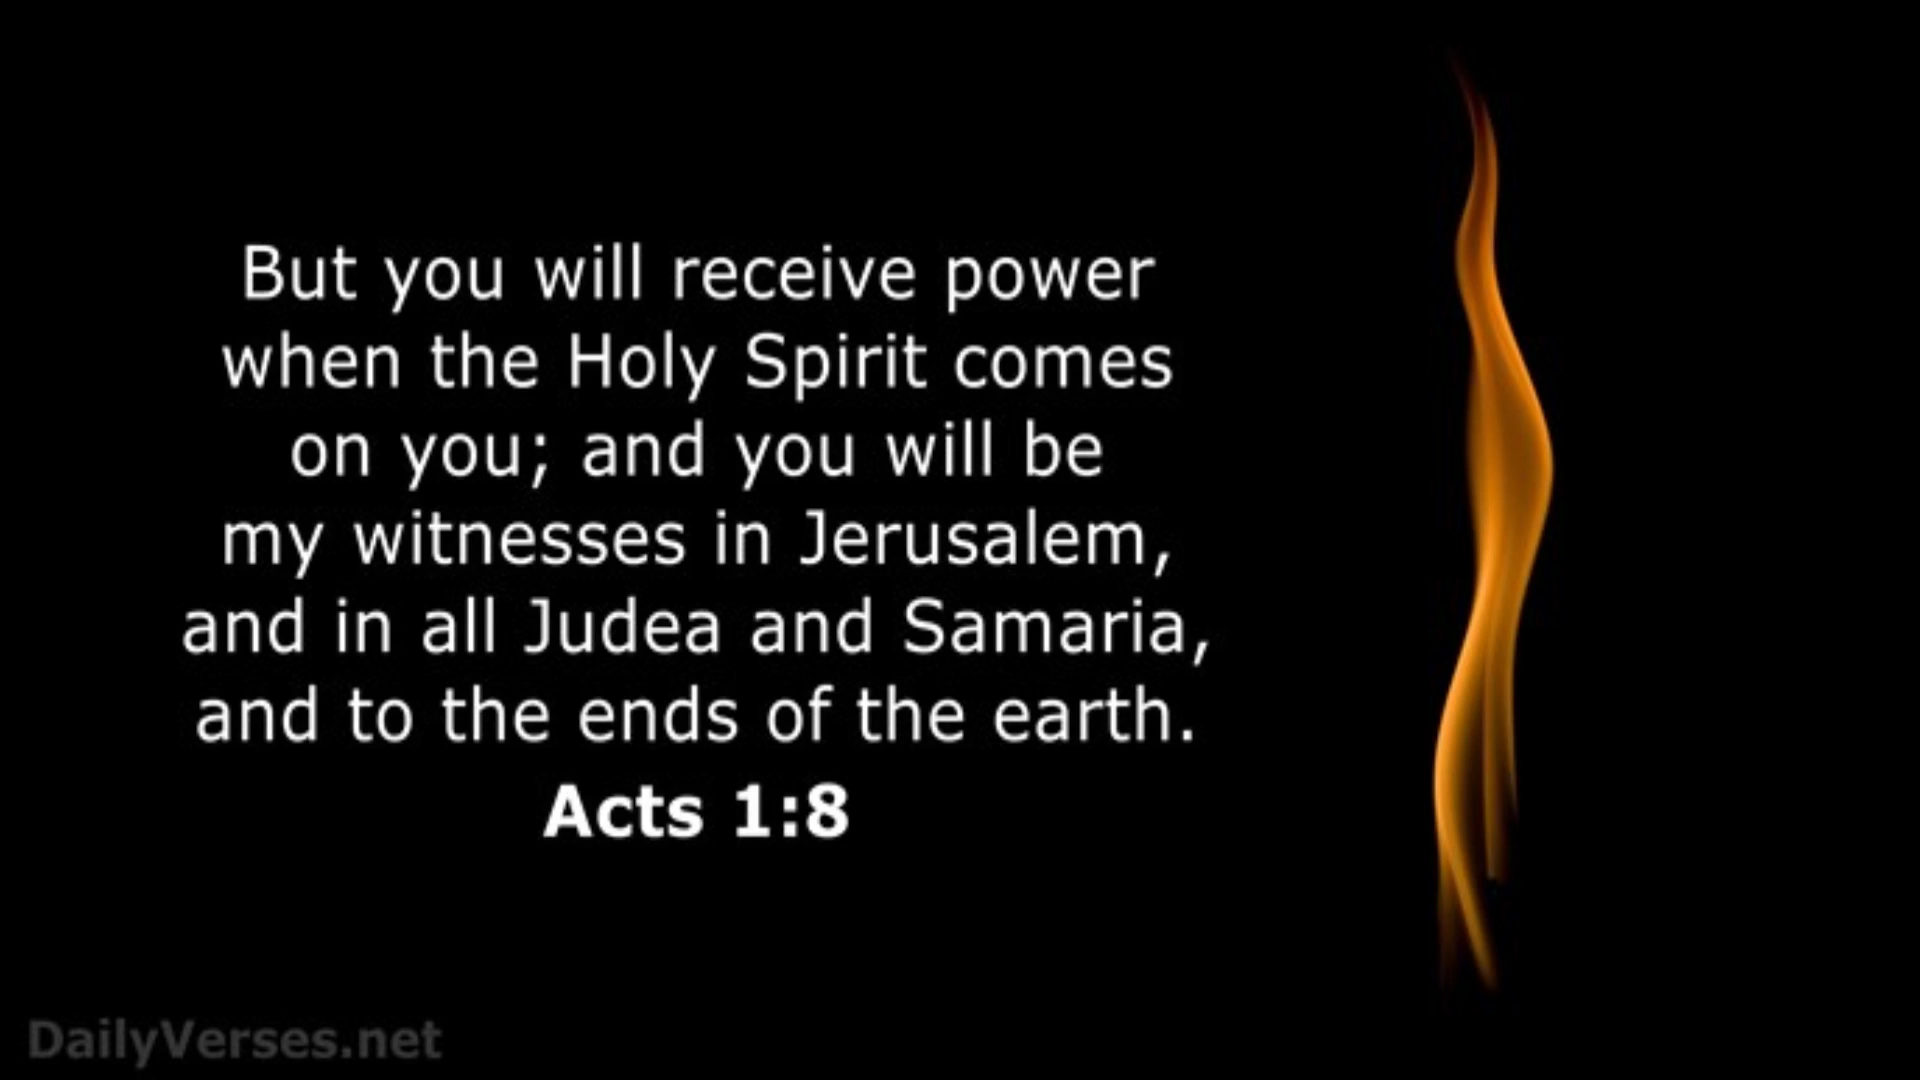 But you will receive power
when the Holy Spirit comes
on you; and you will be
my witnesses in Jerusalem,
and in all Judea and Samaria,
and to the ends of the earth.
Acts 1:8
DailyVerses.net